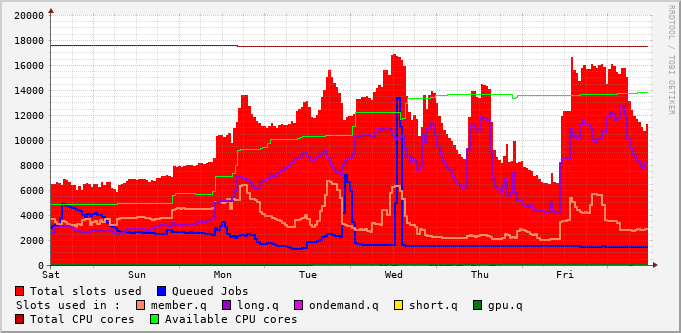 20000
18000
16000
14000
12000
10000
8000
6000
4000
2000
0
Sat Sun Mon Tue Wed Thu Fri
Total slots used Queued Jobs
Slots used in : member.q long.q ondemand.q short.q gpu.q
Total CPU cores Available CPU cores
RRDTOOL / TOBI OETIKER